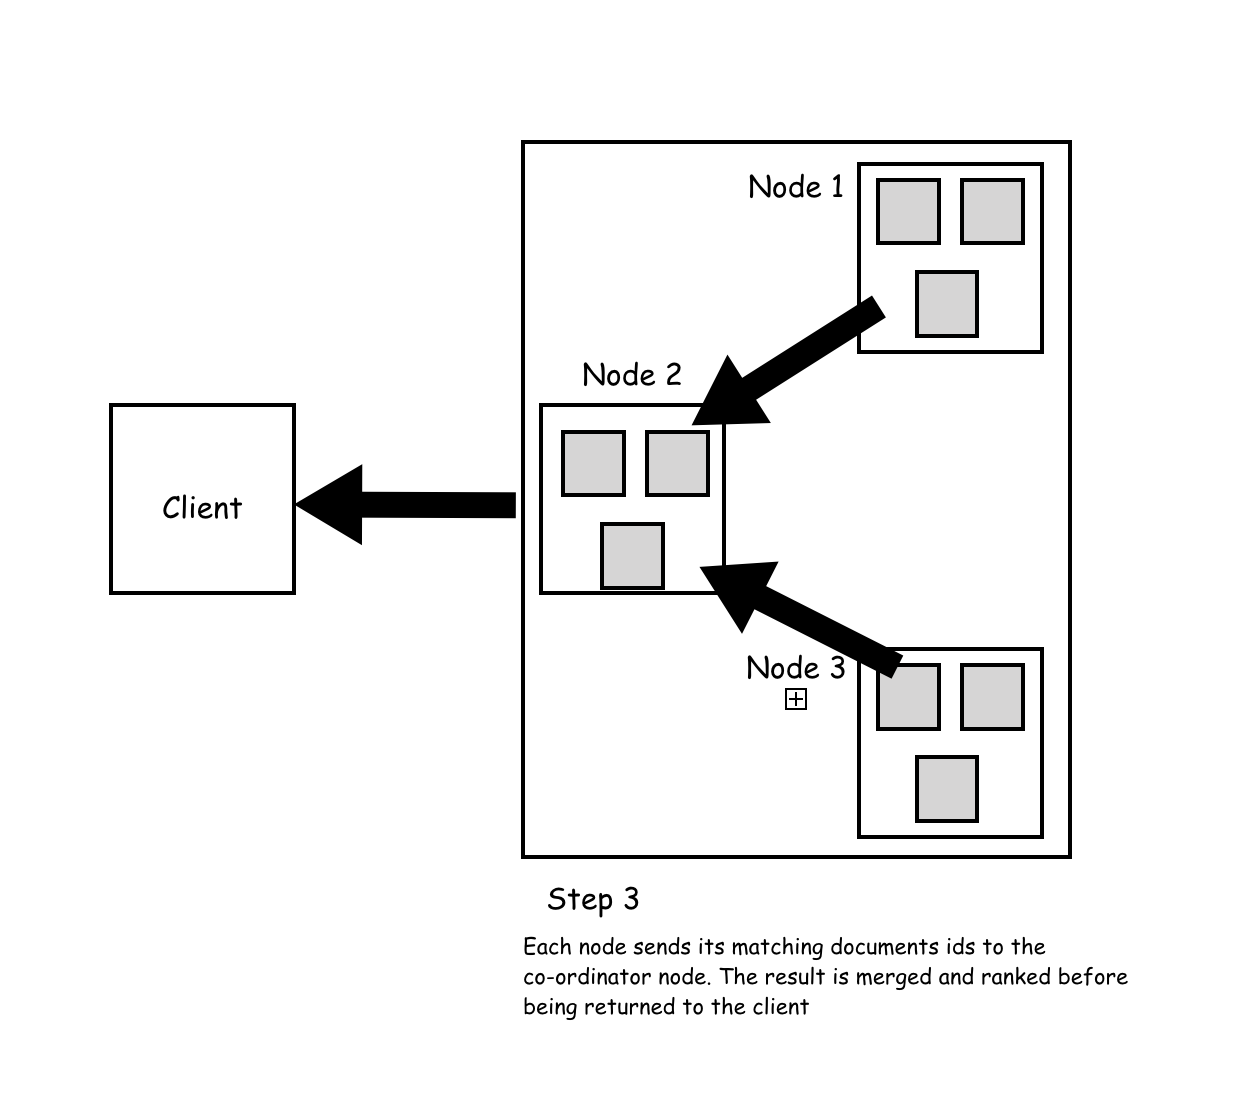 Node 1
Node 2
Client
Node 3
Step 3
Each node sends its matching documents ids to the
co-ordinator node. The result is merged and ranked before
being returned to the client